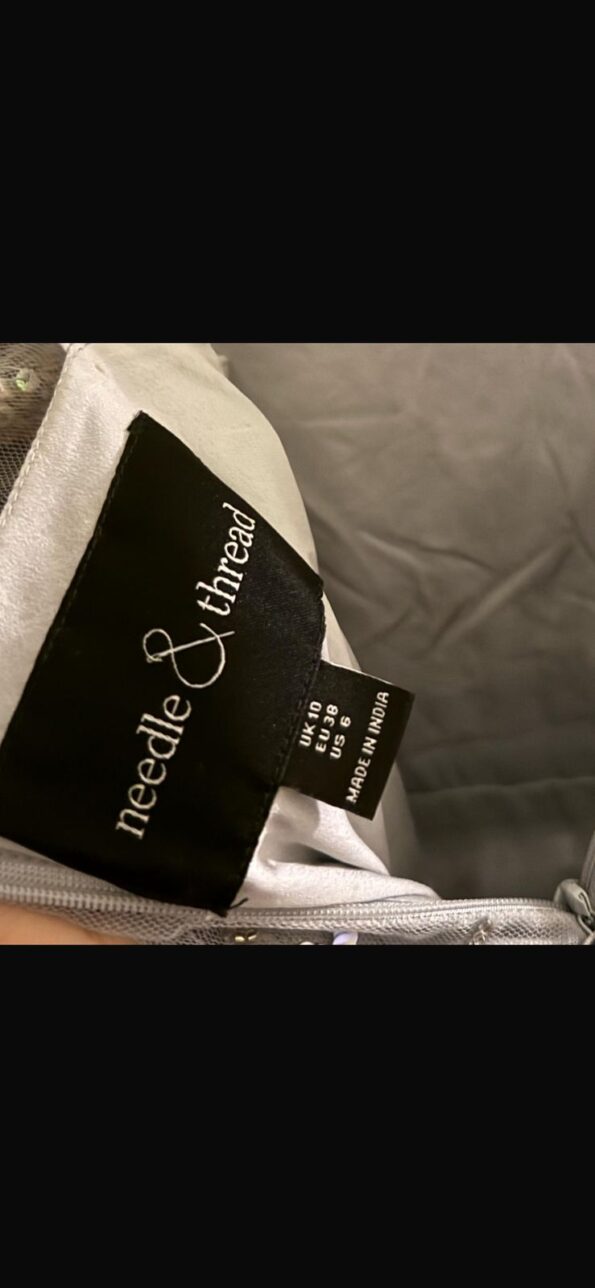 needle & thread
UK 10
EU 38
US 6
MADE IN INDIA